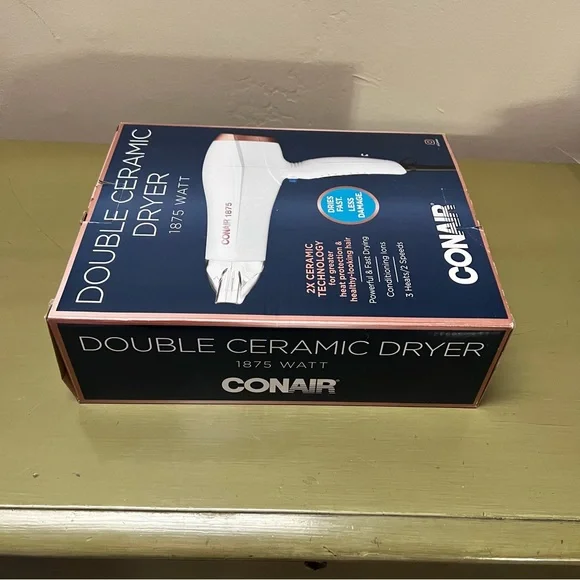 DOUBLE CERAMIC
DRYER
1875 WATT
CONAIR 1875
DRIES
FAST.
LESS
DAMAGE.
2X CERAMIC
TECHNOLOGY
for greater
heat protection &
healthy-looking hair
Powerful & Fast Drying
Conditioning Ions
3 Heats/2 Speeds
CONAIR®
DOUBLE CERAMIC DRYER
1875 WATT
CONAIR®